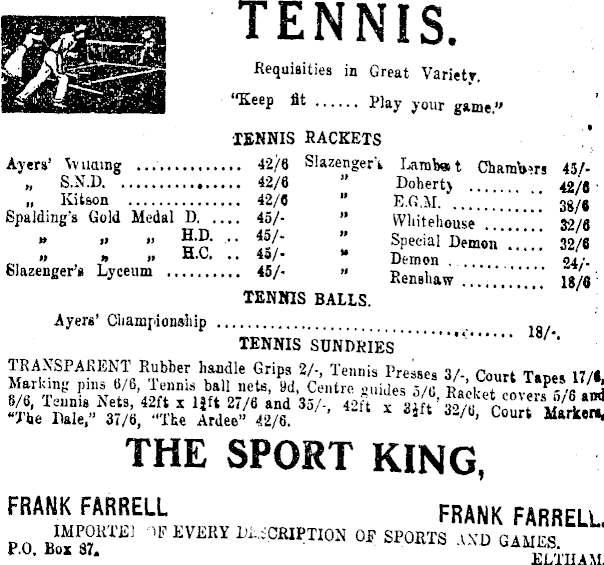 TENNIS.
Requisities in Great Variety.
"Keep fit ...... Play your game."
TENNIS RACKETS
Ayers' Wilding .............. 42/6 Slazenger's Lambert Chambers 45/-
„ S.N.D. .............. 42/6 " Doherty ........ 42/6
„ Kitson .............. 42/6 " E.G.M. .......... 38/6
Spalding's Gold Medal D. .... 45/- " Whitehouse ........ 32/6
„ „ „ H.D. ... 45/- " Special Demon ..... 32/6
„ „ „ H.C. .. 45/- " Demon ........... 24/-
Slazenger's Lyceum .......... 45/- " Renshaw .......... 18/6
TENNIS BALLS.
Ayers' Championship ........................................ 18/-.
TENNIS SUNDRIES
TRANSPARENT Rubber handle Grips 2/-, Tennis Presses 3/-, Court Tapes 17/6,
Marking pins 6/6, Tennis ball nets, 9d, Centre guides 5/6, Racket covers 5/6 and
6/6, Tennis Nets, 42ft x 27/6 and 35/-, 42ft x 3½ft 32/6, Court Markers,
"The Dale," 37/6, "The Ardee" 42/6.
THE SPORT KING,
FRANK FARRELL FRANK FARRELL.
IMPORTER OF EVERY DESCRIPTION OF SPORTS AND GAMES.
P.O. Box 87. ELTHAM.